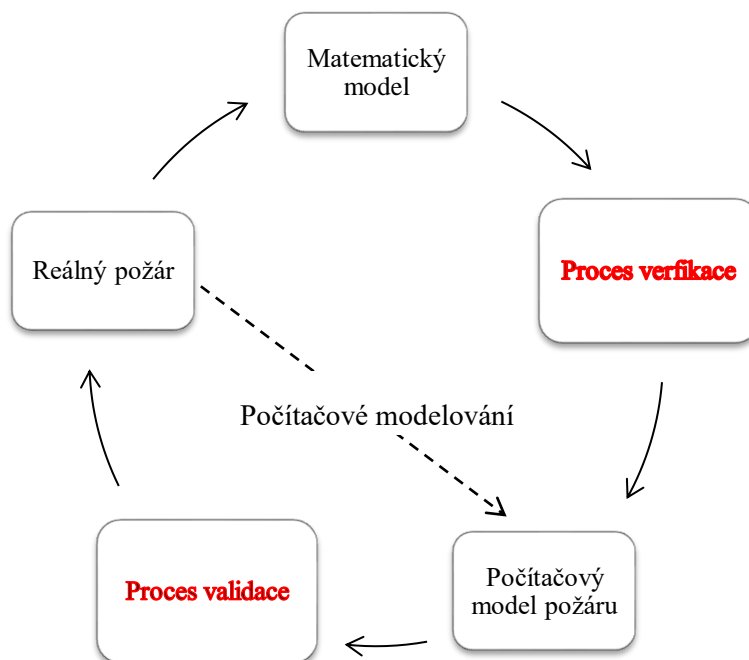 Matematický
model
Proces verfikace
Reálný požár
Počítačové modelování
Počítačový
model požáru
Proces validace